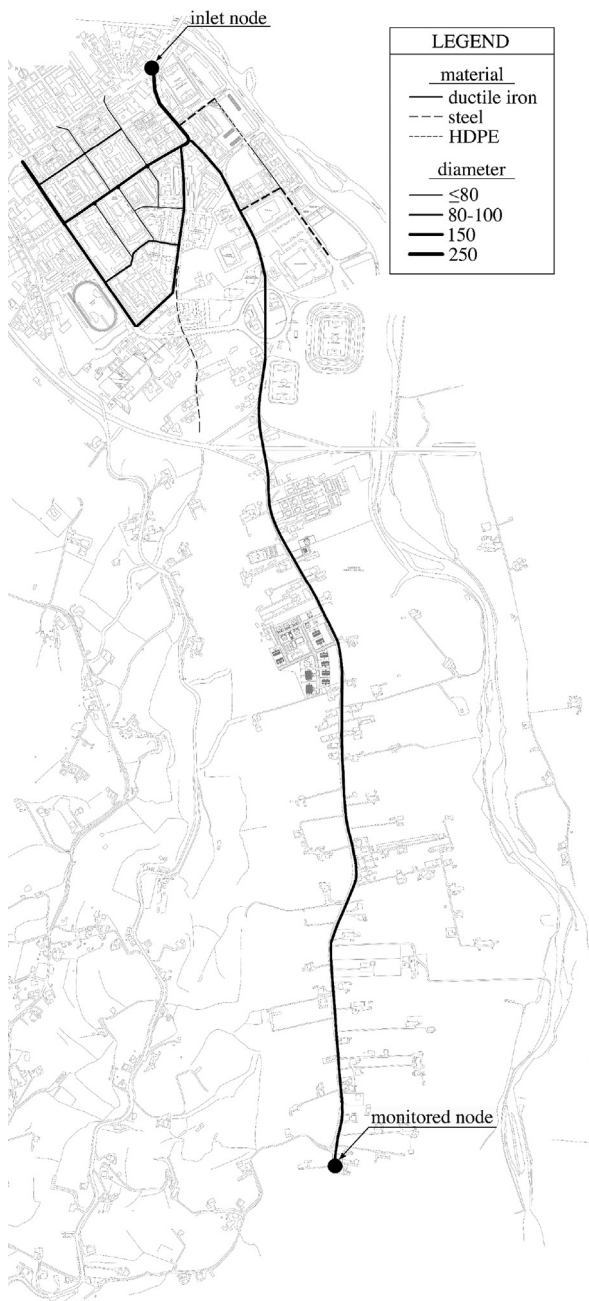 inlet node
LEGEND
material
ductile iron
steel
HDPE
diameter
≤80
80-100
150
250
monitored node